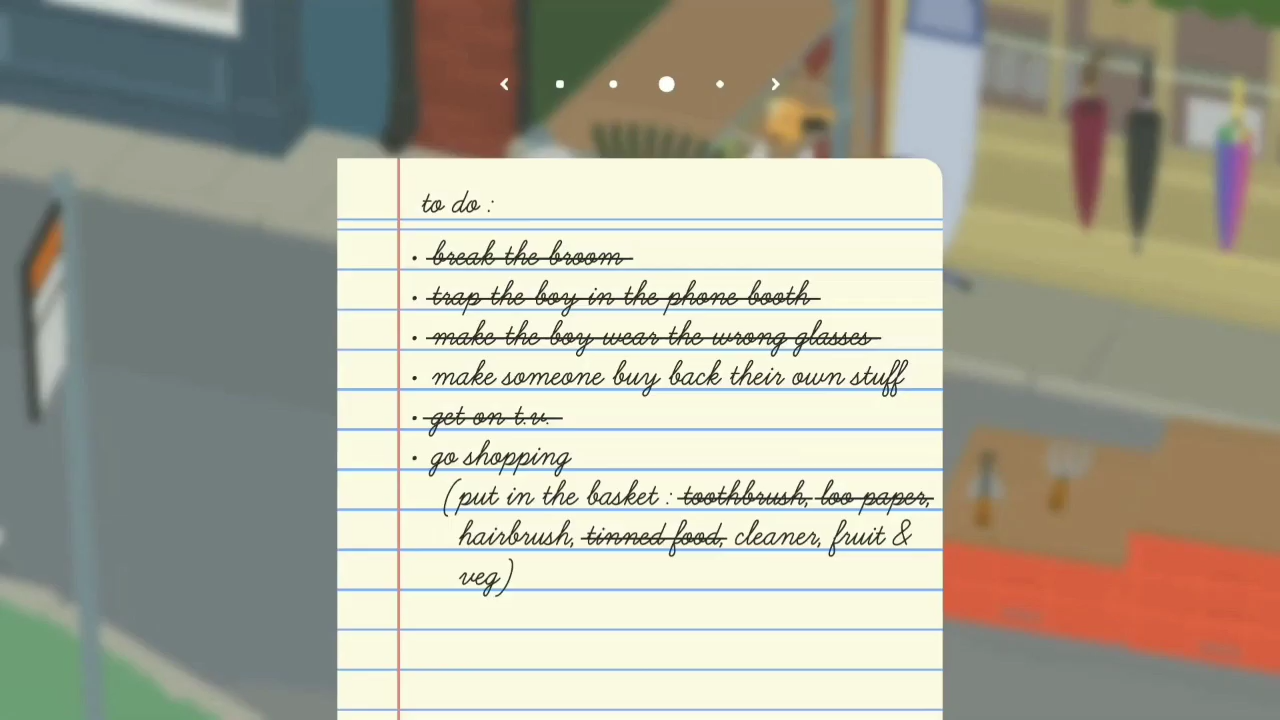 to do :
• break the broom
• trap the boy in the phone booth
• make the boy wear the wrong glasses
• make someone buy back their own stuff
• get on t.v.
• go shopping
(put in the basket : toothbrush, loo paper,
hairbrush, tinned food, cleaner, fruit &
veg)